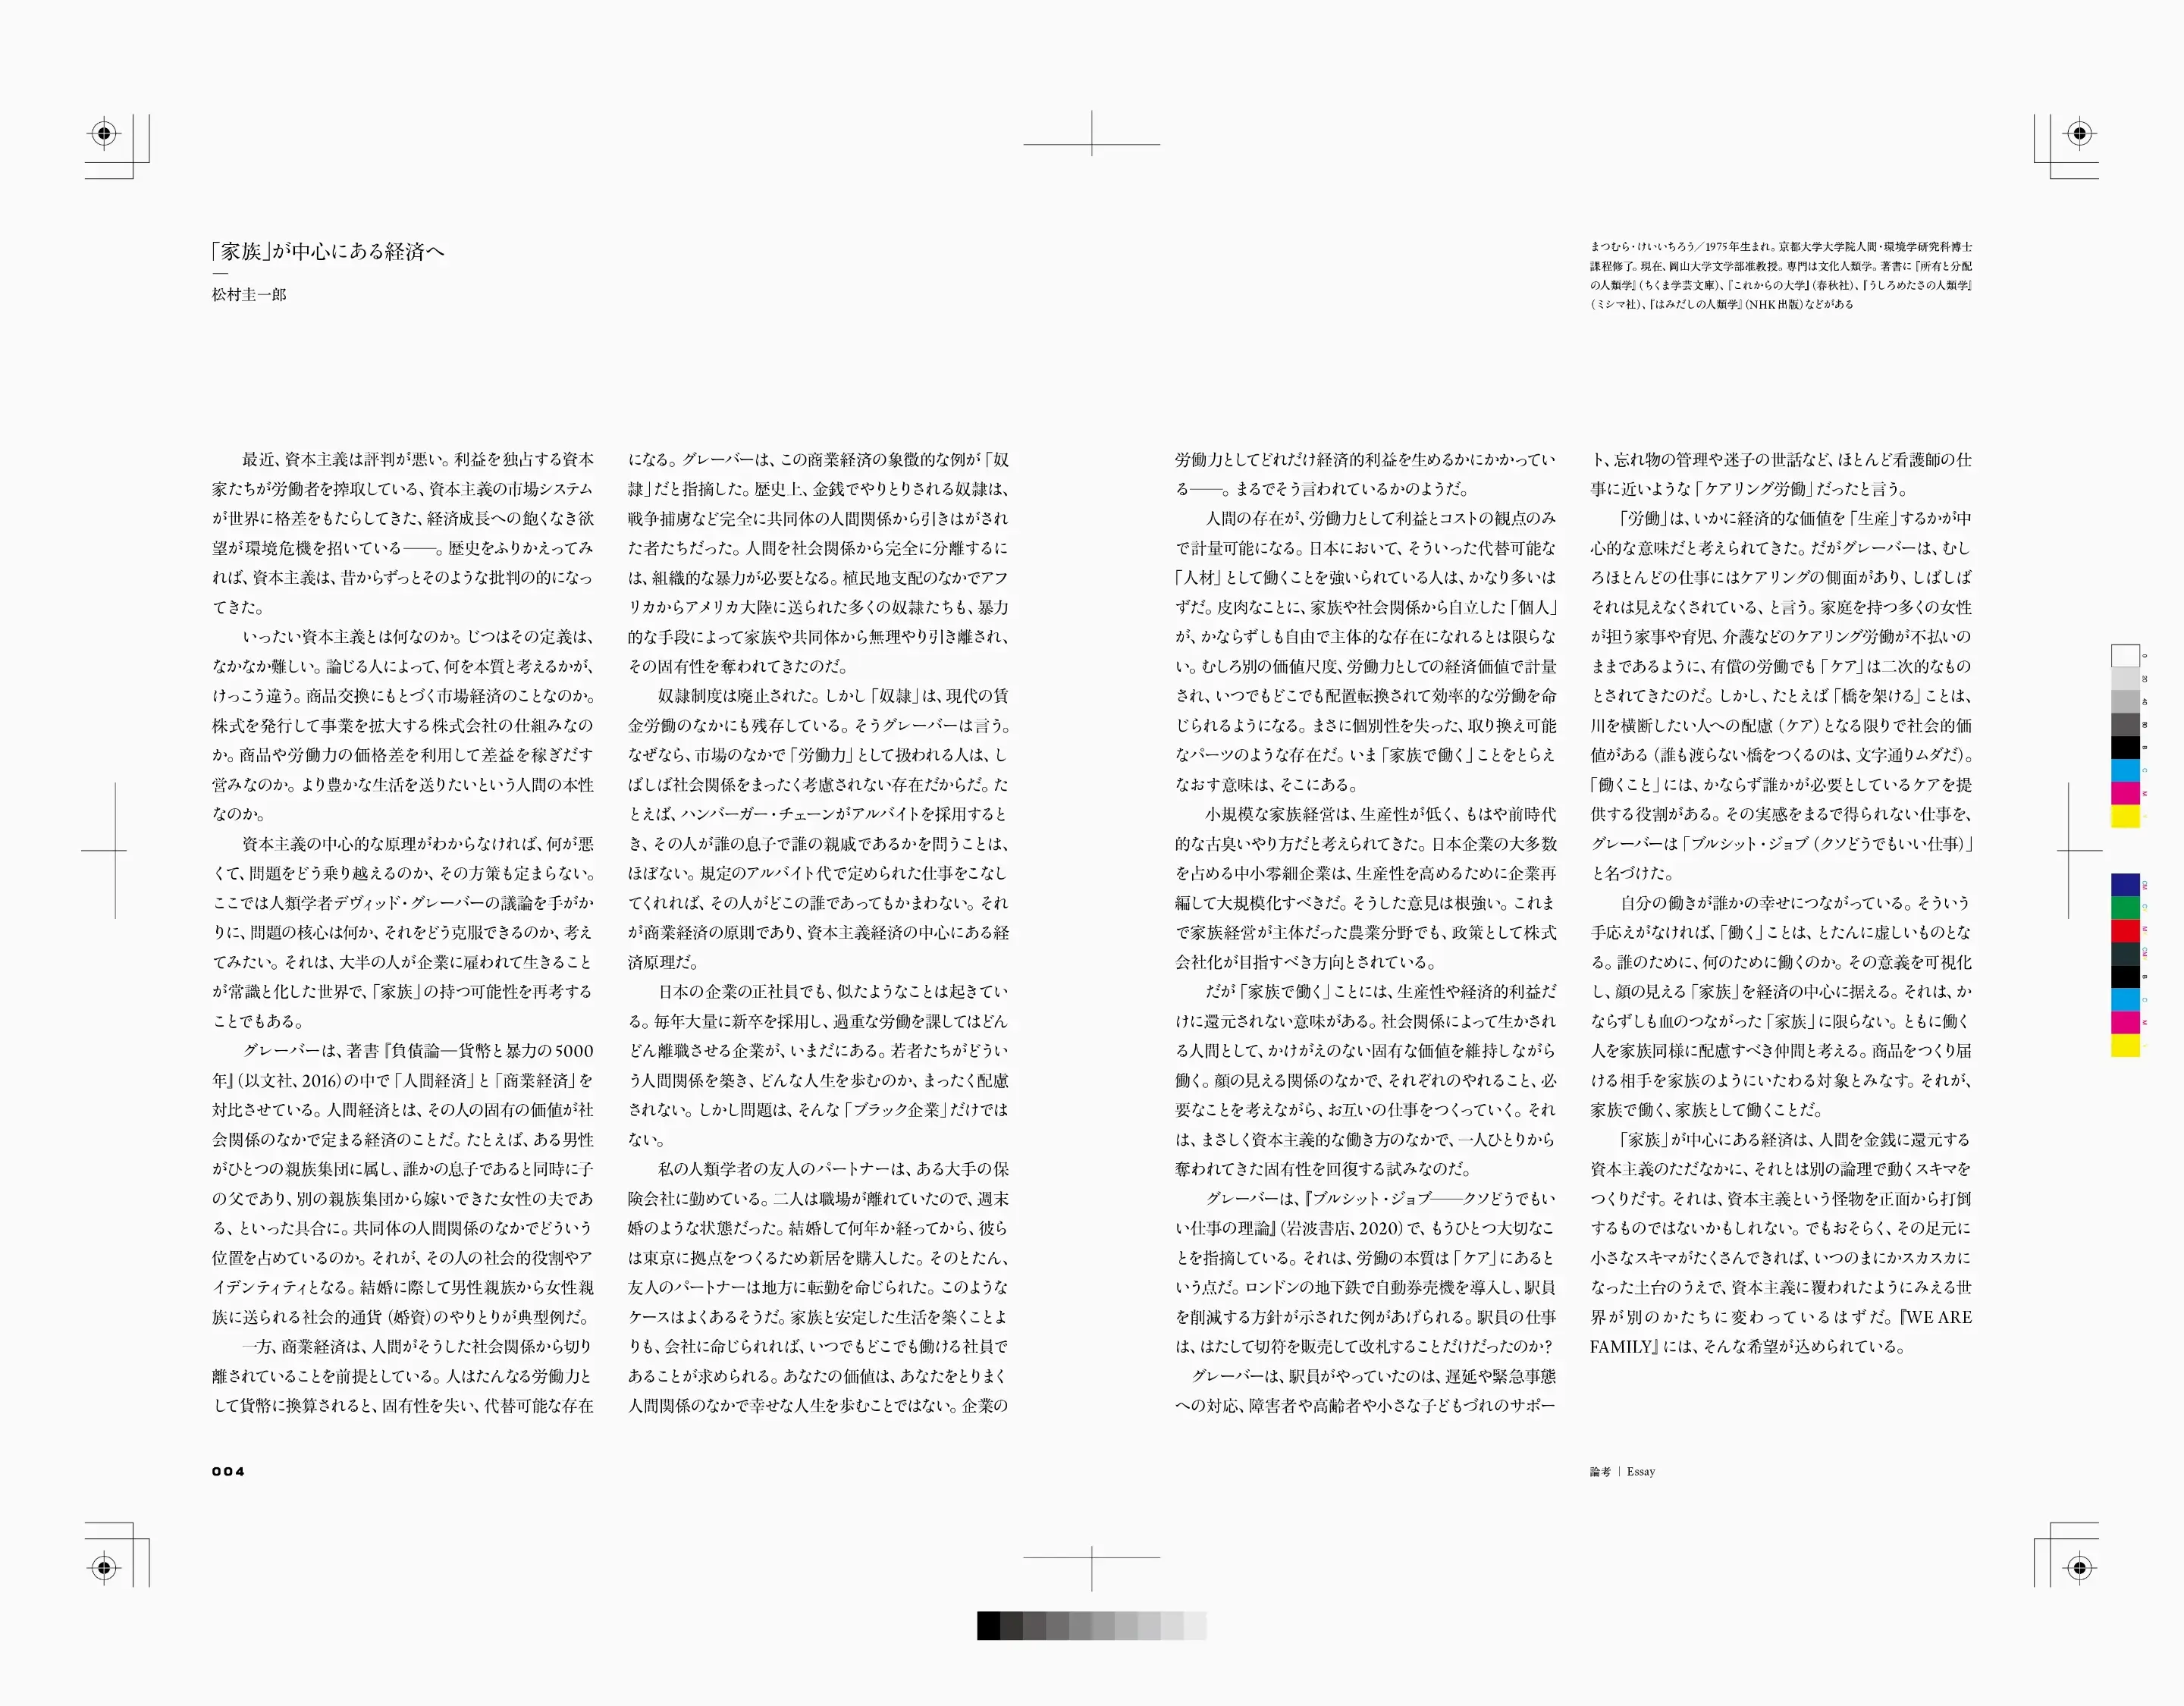 「家族」が中心にある経済へ
松村圭一郎
まつむら・けいいちろう／1975年生まれ。京都大学大学院人間・環境学研究科博士
課程修了。現在、岡山大学文学部准教授。専門は文化人類学。著書に『所有と分配
の人類学』（ちくま学芸文庫）、『これからの大学』（春秋社）、『うしろめたさの人類学』
（ミシマ社）、『はみだしの人類学』（NHK出版）などがある
最近、資本主義は評判が悪い。利益を独占する資本
家たちが労働者を搾取している、資本主義の市場システム
が世界に格差をもたらしてきた、経済成長への飽くなき欲
望が環境危機を招いている――。歴史をふりかえってみ
れば、資本主義は、昔からずっとそのような批判の的になっ
てきた。
いったい資本主義とは何なのか。じつはその定義は、
なかなか難しい。論じる人によって、何を本質と考えるかが、
けっこう違う。商品交換にもとづく市場経済のことなのか。
株式を発行して事業を拡大する株式会社の仕組みなの
か。商品や労働力の価格差を利用して差益を稼ぎだす
営みなのか。より豊かな生活を送りたいという人間の本性
なのか。
資本主義の中心的な原理がわからなければ、何が悪
くて、問題をどう乗り越えるのか、その方策も定まらない。
ここでは人類学者デヴィッド・グレーバーの議論を手がか
りに、問題の核心は何か、それをどう克服できるのか、考え
てみたい。それは、大半の人が企業に雇われて生きること
が常識と化した世界で、「家族」の持つ可能性を再考する
ことでもある。
グレーバーは、著書『負債論―貨幣と暴力の5000
年』（以文社、2016）の中で「人間経済」と「商業経済」を
対比させている。人間経済とは、その人の固有の価値が社
会関係のなかで定まる経済のことだ。たとえば、ある男性
がひとつの親族集団に属し、誰かの息子であると同時に子
の父であり、別の親族集団から嫁いできた女性の夫であ
る、といった具合に。共同体の人間関係のなかでどういう
位置を占めているのか。それが、その人の社会的役割やア
イデンティティとなる。結婚に際して男性親族から女性親
族に送られる社会的通貨（婚資）のやりとりが典型例だ。
一方、商業経済は、人間がそうした社会関係から切り
離されていることを前提としている。人はたんなる労働力と
して貨幣に換算されると、固有性を失い、代替可能な存在
になる。グレーバーは、この商業経済の象徴的な例が「奴
隷」だと指摘した。歴史上、金銭でやりとりされる奴隷は、
戦争捕虜など完全に共同体の人間関係から引きはがされ
た者たちだった。人間を社会関係から完全に分離するに
は、組織的な暴力が必要となる。植民地支配のなかでアフ
リカからアメリカ大陸に送られた多くの奴隷たちも、暴力
的な手段によって家族や共同体から無理やり引き離され、
その固有性を奪われてきたのだ。
奴隷制度は廃止された。しかし「奴隷」は、現代の賃
金労働のなかにも残存している。そうグレーバーは言う。
なぜなら、市場のなかで「労働力」として扱われる人は、し
ばしば社会関係をまったく考慮されない存在だからだ。た
とえば、ハンバーガー・チェーンがアルバイトを採用すると
き、その人が誰の息子で誰の親戚であるかを問うことは、
ほぼない。規定のアルバイト代で定められた仕事をこなし
てくれれば、その人がどこの誰であってもかまわない。それ
が商業経済の原則であり、資本主義経済の中心にある経
済原理だ。
日本の企業の正社員でも、似たようなことは起きてい
る。毎年大量に新卒を採用し、過重な労働を課してはどん
どん離職させる企業が、いまだにある。若者たちがどうい
う人間関係を築き、どんな人生を歩むのか、まったく配慮
されない。しかし問題は、そんな「ブラック企業」だけでは
ない。
私の人類学者の友人のパートナーは、ある大手の保
険会社に勤めている。二人は職場が離れていたので、週末
婚のような状態だった。結婚して何年か経ってから、彼ら
は東京に拠点をつくるため新居を購入した。そのとたん、
友人のパートナーは地方に転勤を命じられた。このような
ケースはよくあるそうだ。家族と安定した生活を築くことよ
りも、会社に命じられれば、いつでもどこでも働ける社員で
あることが求められる。あなたの価値は、あなたをとりまく
人間関係のなかで幸せな人生を歩むことではない。企業の
労働力としてどれだけ経済的利益を生めるかにかかってい
る――。まるでそう言われているかのようだ。
人間の存在が、労働力として利益とコストの観点のみ
で計量可能になる。日本において、そういった代替可能な
「人材」として働くことを強いられている人は、かなり多いは
ずだ。皮肉なことに、家族や社会関係から自立した「個人」
が、かならずしも自由で主体的な存在になれるとは限らな
い。むしろ別の価値尺度、労働力としての経済価値で計量
され、いつでもどこでも配置転換されて効率的な労働を命
じられるようになる。まさに個別性を失った、取り換え可能
なパーツのような存在だ。いま「家族で働く」ことをとらえ
なおす意味は、そこにある。
小規模な家族経営は、生産性が低く、もはや前時代
的な古臭いやり方だと考えられてきた。日本企業の大多数
を占める中小零細企業は、生産性を高めるために企業再
編して大規模化すべきだ。そうした意見は根強い。これま
で家族経営が主体だった農業分野でも、政策として株式
会社化が目指すべき方向とされている。
だが「家族で働く」ことには、生産性や経済的利益だ
けに還元されない意味がある。社会関係によって生かされ
る人間として、かけがえのない固有な価値を維持しながら
働く。顔の見える関係のなかで、それぞれのやれること、必
要なことを考えながら、お互いの仕事をつくっていく。それ
は、まさしく資本主義的な働き方のなかで、一人ひとりから
奪われてきた固有性を回復する試みなのだ。
グレーバーは、『ブルシット・ジョブ――クソどうでもい
い仕事の理論』（岩波書店、2020）で、もうひとつ大切なこ
とを指摘している。それは、労働の本質は「ケア」にあると
いう点だ。ロンドンの地下鉄で自動券売機を導入し、駅員
を削減する方針が示された例があげられる。駅員の仕事
は、はたして切符を販売して改札することだけだったのか？
グレーバーは、駅員がやっていたのは、遅延や緊急事態
への対応、障害者や高齢者や小さな子どもづれのサポー
ト、忘れ物の管理や迷子の世話など、ほとんど看護師の仕
事に近いような「ケアリング労働」だったと言う。
「労働」は、いかに経済的な価値を「生産」するかが中
心的な意味だと考えられてきた。だがグレーバーは、むし
ろほとんどの仕事にはケアリングの側面があり、しばしば
それは見えなくされている、と言う。家庭を持つ多くの女性
が担う家事や育児、介護などのケアリング労働が不払いの
ままであるように、有償の労働でも「ケア」は二次的なもの
とされてきたのだ。しかし、たとえば「橋を架ける」ことは、
川を横断したい人への配慮（ケア）となる限りで社会的価
値がある（誰も渡らない橋をつくるのは、文字通りムダだ）。
「働くこと」には、かならず誰かが必要としているケアを提
供する役割がある。その実感をまるで得られない仕事を、
グレーバーは「ブルシット・ジョブ（クソどうでもいい仕事）」
と名づけた。
自分の働きが誰かの幸せにつながっている。そういう
手応えがなければ、「働く」ことは、とたんに虚しいものとな
る。誰のために、何のために働くのか。その意義を可視化
し、顔の見える「家族」を経済の中心に据える。それは、か
ならずしも血のつながった「家族」に限らない。ともに働く
人を家族同様に配慮すべき仲間と考える。商品をつくり届
ける相手を家族のようにいたわる対象とみなす。それが、
家族で働く、家族として働くことだ。
「家族」が中心にある経済は、人間を金銭に還元する
資本主義のただなかに、それとは別の論理で動くスキマを
つくりだす。それは、資本主義という怪物を正面から打倒
するものではないかもしれない。でもおそらく、その足元に
小さなスキマがたくさんできれば、いつのまにかスカスカに
なった土台のうえで、資本主義に覆われたようにみえる世
界が別のかたちに変わっているはずだ。『WE ARE
FAMILY』には、そんな希望が込められている。
004
論考｜Essay